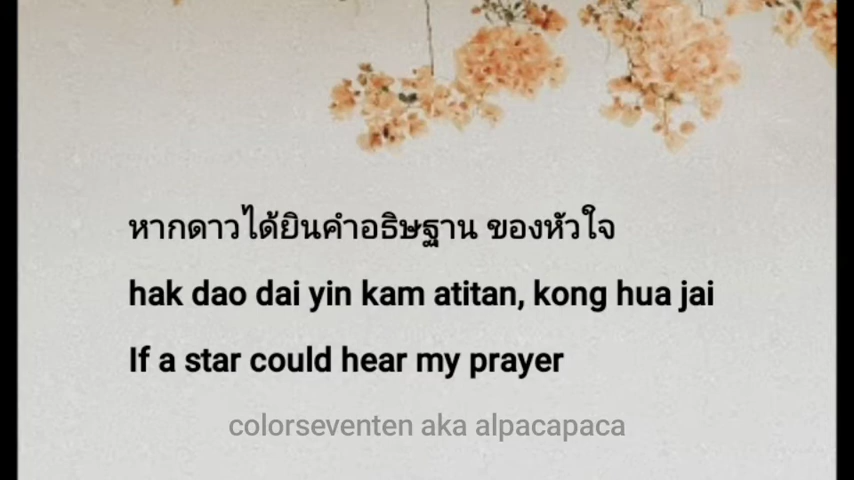 หากดาวได้ยินคำอธิษฐาน ของหัวใจ
hak dao dai yin kam atitan, kong hua jai
If a star could hear my prayer
colorseventen aka alpacapaca